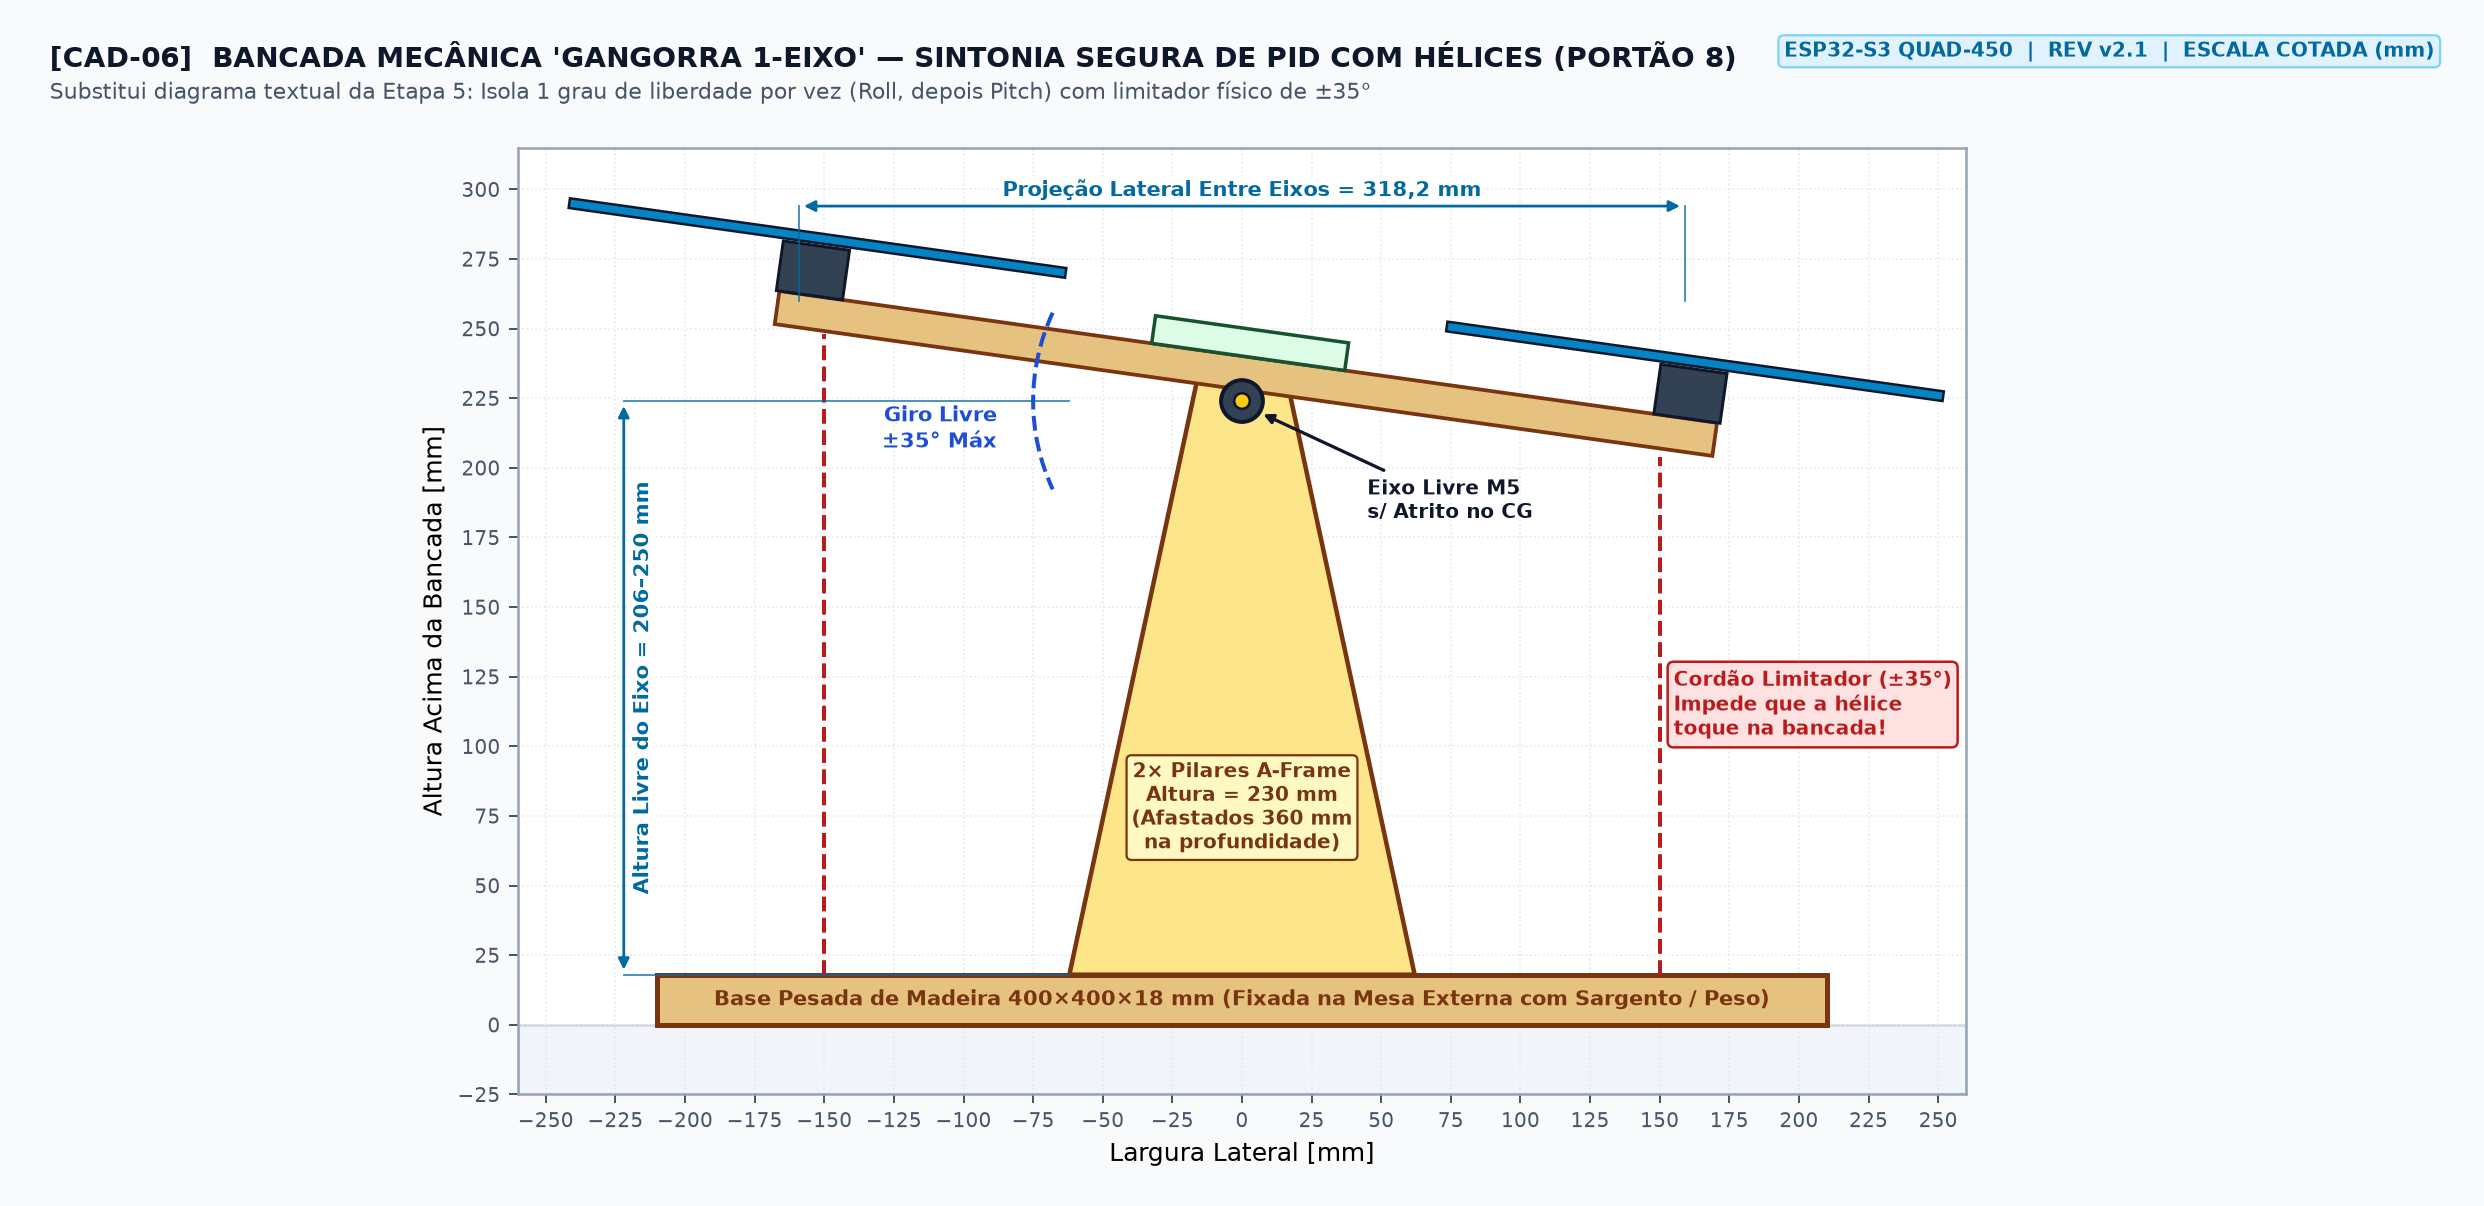 [CAD-06]  BANCADA MECÂNICA 'GANGORRA 1-EIXO' — SINTONIA SEGURA DE PID COM HÉLICES (PORTÃO 8)
ESP32-S3 QUAD-450  |  REV v2.1  |  ESCALA COTADA (mm)
Substitui diagrama textual da Etapa 5: Isola 1 grau de liberdade por vez (Roll, depois Pitch) com limitador físico de ±35°
Projeção Lateral Entre Eixos = 318,2 mm
Giro Livre
±35° Máx
Eixo Livre M5
s/ Atrito no CG
Altura Livre do Eixo = 206–250 mm
Cordão Limitador (±35°)
Impede que a hélice
toque na bancada!
2× Pilares A-Frame
Altura = 230 mm
(Afastados 360 mm
na profundidade)
Base Pesada de Madeira 400×400×18 mm (Fixada na Mesa Externa com Sargento / Peso)
Altura Acima da Bancada [mm]
300
275
250
225
200
175
150
125
100
75
50
25
0
−25
−250 −225 −200 −175 −150 −125 −100 −75 −50 −25 0 25 50 75 100 125 150 175 200 225 250
Largura Lateral [mm]